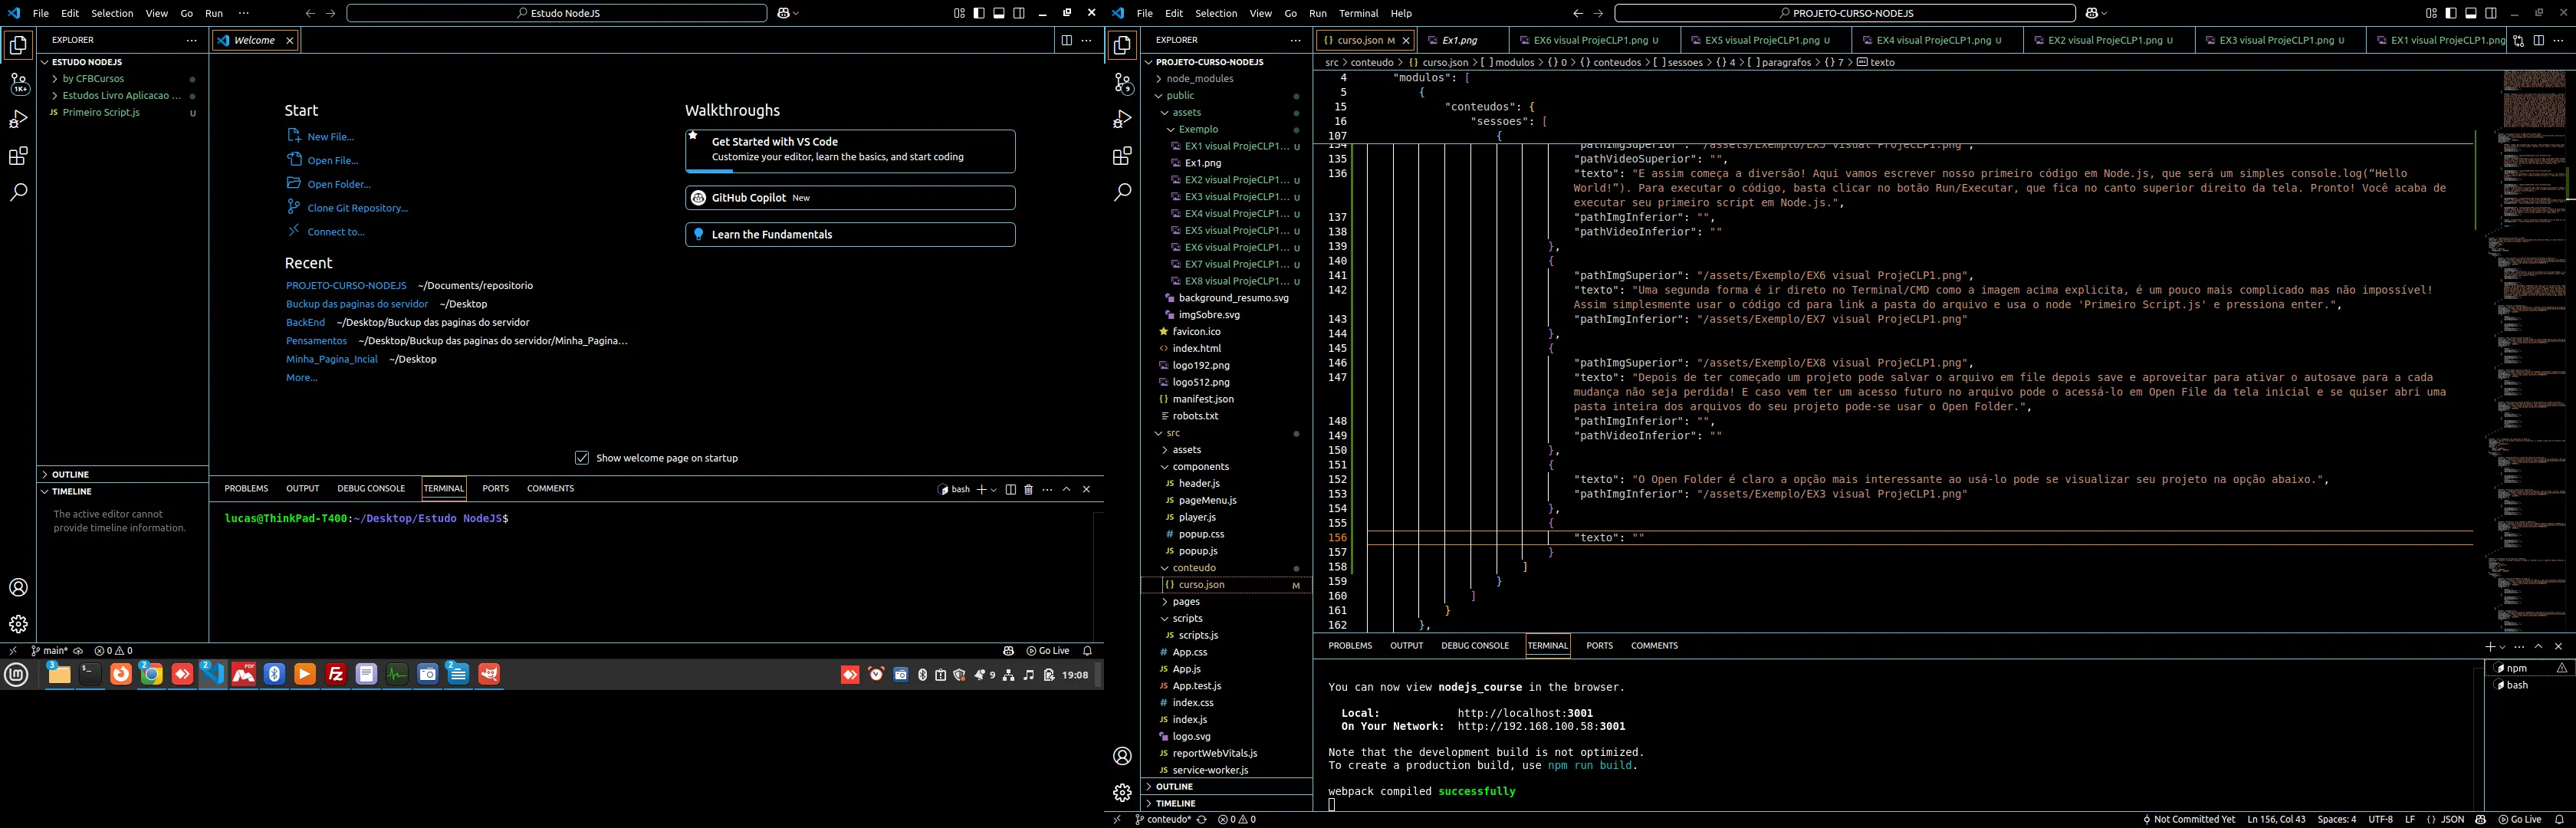 File Edit Selection View Go Run ··· Estudo NodeJS
EXPLORER
ESTUDO NODEJS
by CFBCursos
Estudos Livro Aplicacao ...
JS Primeiro Script.js U
1K+
OUTLINE
TIMELINE
The active editor cannot
provide timeline information.
Welcome
Start
New File...
Open File...
Open Folder...
Clone Git Repository...
Connect to...
Recent
PROJETO-CURSO-NODEJS ~/Documents/repositorio
Buckup das paginas do servidor ~/Desktop
BackEnd ~/Desktop/Buckup das paginas do servidor
Pensamentos ~/Desktop/Buckup das paginas do servidor/Minha_Pagina...
Minha_Pagina_Incial ~/Desktop
More...
Walkthroughs
Get Started with VS Code
Customize your editor, learn the basics, and start coding
GitHub Copilot New
Learn the Fundamentals
Show welcome page on startup
PROBLEMS OUTPUT DEBUG CONSOLE TERMINAL PORTS COMMENTS bash
lucas@ThinkPad-T400:~/Desktop/Estudo NodeJS$
main* 0 0 Go Live
3 2 2 PDF 2 9 19:08
File Edit Selection View Go Run Terminal Help PROJETO-CURSO-NODEJS
EXPLORER
PROJETO-CURSO-NODEJS
node_modules
public
assets
Exemplo
EX1 visual ProjeCLP1... U
Ex1.png
EX2 visual ProjeCLP1... U
EX3 visual ProjeCLP1... U
EX4 visual ProjeCLP1... U
EX5 visual ProjeCLP1... U
EX6 visual ProjeCLP1... U
EX7 visual ProjeCLP1... U
EX8 visual ProjeCLP1... U
background_resumo.svg
imgSobre.svg
favicon.ico
<> index.html
logo192.png
logo512.png
{} manifest.json
robots.txt
src
assets
components
JS header.js
JS pageMenu.js
JS player.js
# popup.css
JS popup.js
conteudo
{} curso.json M
pages
scripts
JS scripts.js
# App.css
JS App.js
JS App.test.js
# index.css
JS index.js
logo.svg
JS reportWebVitals.js
JS service-worker.js
OUTLINE
TIMELINE
9
{} curso.json M Ex1.png EX6 visual ProjeCLP1.png U EX5 visual ProjeCLP1.png U EX4 visual ProjeCLP1.png U EX2 visual ProjeCLP1.png U EX3 visual ProjeCLP1.png U EX1 visual ProjeCLP1.png
src > conteudo > {} curso.json > [ ] modulos > {} 0 > {} conteudos > [ ] sessoes > {} 4 > [ ] paragrafos > {} 7 > texto
4 "modulos": [
5 {
15 "conteudos": {
16 "sessoes": [
107 {
134 "pathImgSuperior": "/assets/Exemplo/EX5 visual ProjeCLP1.png",
135 "pathVideoSuperior": "",
136 "texto": "E assim começa a diversão! Aqui vamos escrever nosso primeiro código em Node.js, que será um simples console.log(“Hello
World!”). Para executar o código, basta clicar no botão Run/Executar, que fica no canto superior direito da tela. Pronto! Você acaba de
executar seu primeiro script em Node.js.",
137 "pathImgInferior": "",
138 "pathVideoInferior": ""
139 },
140 {
141 "pathImgSuperior": "/assets/Exemplo/EX6 visual ProjeCLP1.png",
142 "texto": "Uma segunda forma é ir direto no Terminal/CMD como a imagem acima explicita, é um pouco mais complicado mas não impossível!
Assim simplesmente usar o código cd para link a pasta do arquivo e usa o node 'Primeiro Script.js' e pressiona enter.",
143 "pathImgInferior": "/assets/Exemplo/EX7 visual ProjeCLP1.png"
144 },
145 {
146 "pathImgSuperior": "/assets/Exemplo/EX8 visual ProjeCLP1.png",
147 "texto": "Depois de ter começado um projeto pode salvar o arquivo em file depois save e aproveitar para ativar o autosave para a cada
mudança não seja perdida! E caso vem ter um acesso futuro no arquivo pode o acessá-lo em Open File da tela inicial e se quiser abri uma
pasta inteira dos arquivos do seu projeto pode-se usar o Open Folder.",
148 "pathImgInferior": "",
149 "pathVideoInferior": ""
150 },
151 {
152 "texto": "O Open Folder é claro a opção mais interessante ao usá-lo pode se visualizar seu projeto na opção abaixo.",
153 "pathImgInferior": "/assets/Exemplo/EX3 visual ProjeCLP1.png"
154 },
155 {
156 "texto": ""
157 }
158 ]
159 }
160 ]
161 }
162 },
PROBLEMS OUTPUT DEBUG CONSOLE TERMINAL PORTS COMMENTS
You can now view nodejs_course in the browser.
Local: http://localhost:3001
On Your Network: http://192.168.100.58:3001
Note that the development build is not optimized.
To create a production build, use npm run build.
webpack compiled successfully
npm
bash
conteudo* 0 0 Not Committed Yet Ln 156, Col 43 Spaces: 4 UTF-8 LF {} JSON Go Live